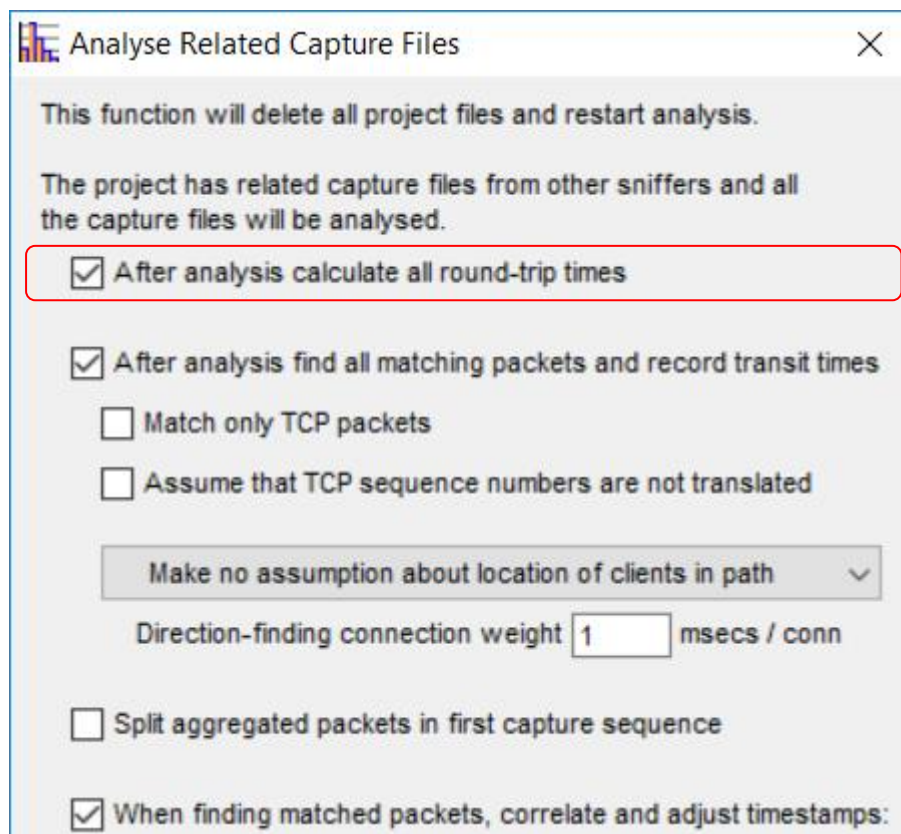 Analyse Related Capture Files
This function will delete all project files and restart analysis.
The project has related capture files from other sniffers and all
the capture files will be analysed.
After analysis calculate all round-trip times
After analysis find all matching packets and record transit times
Match only TCP packets
Assume that TCP sequence numbers are not translated
Make no assumption about location of clients in path
Direction-finding connection weight 1 msecs / conn
Split aggregated packets in first capture sequence
When finding matched packets, correlate and adjust timestamps: